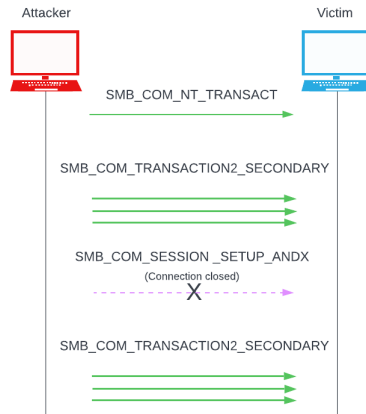 Attacker Victim
SMB_COM_NT_TRANSACT
SMB_COM_TRANSACTION2_SECONDARY
SMB_COM_SESSION _SETUP_ANDX
(Connection closed)
X
SMB_COM_TRANSACTION2_SECONDARY